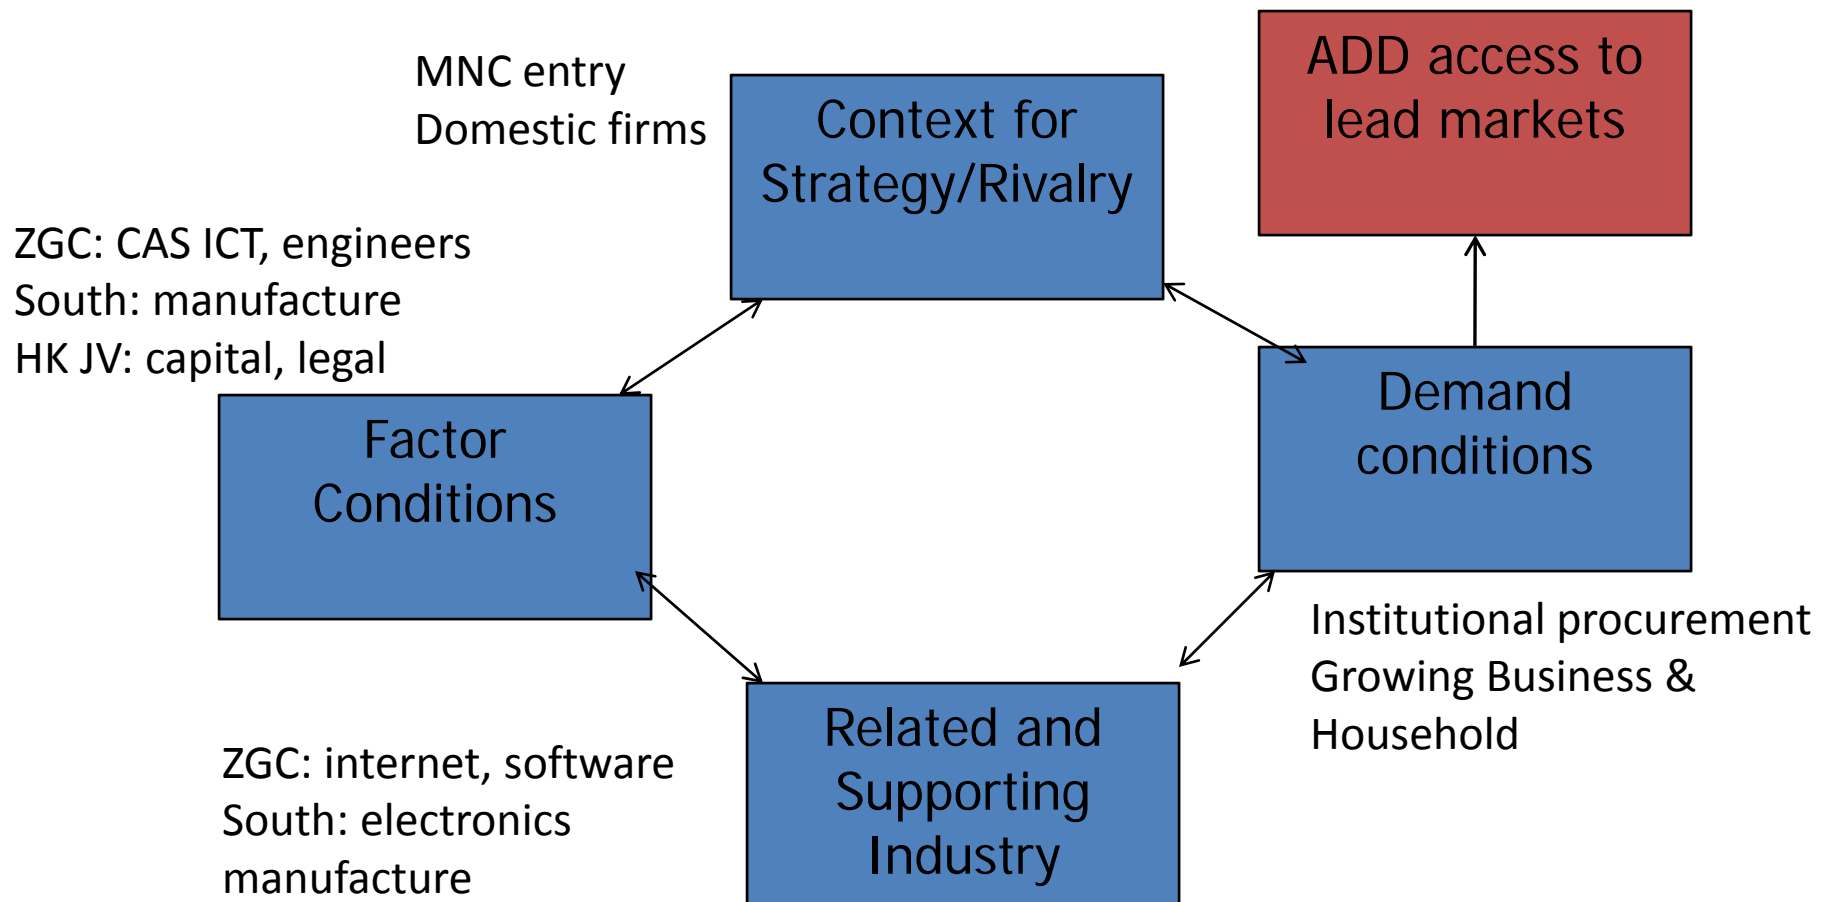 MNC entry
Domestic firms
Context for
Strategy/Rivalry
ADD access to
lead markets
ZGC: CAS ICT, engineers
South: manufacture
HK JV: capital, legal
Factor
Conditions
Demand
conditions
Institutional procurement
Growing Business &
Household
ZGC: internet, software
South: electronics
manufacture
Related and
Supporting
Industry